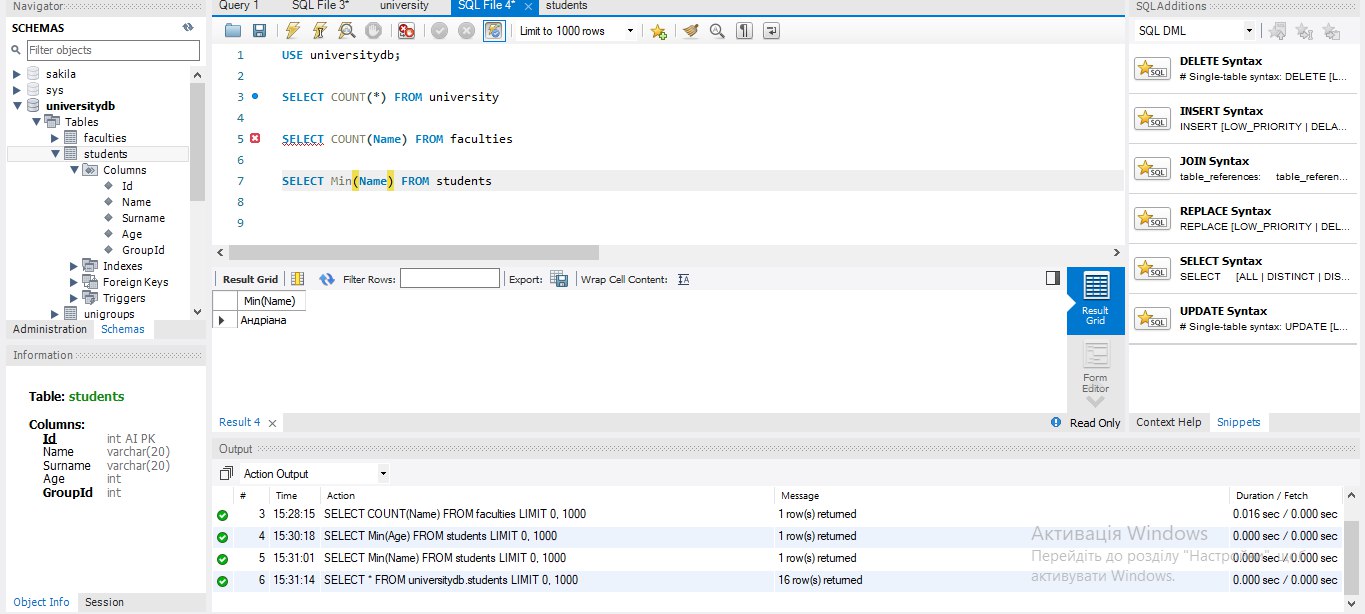 Navigator
SCHEMAS
Filter objects
sakila
sys
universitydb
Tables
faculties
students
Columns
Id
Name
Surname
Age
GroupId
Indexes
Foreign Keys
Triggers
unigroups
Administration Schemas
Information
Table: students
Columns:
Id int AI PK
Name varchar(20)
Surname varchar(20)
Age int
GroupId int
Object Info Session
Query 1 SQL File 3* university SQL File 4* students
Limit to 1000 rows
1 USE universitydb;
2
3 SELECT COUNT(*) FROM university
4
5 SELECT COUNT(Name) FROM faculties
6
7 SELECT Min(Name) FROM students
8
9
Result Grid Filter Rows: Export: Wrap Cell Content:
Min(Name)
Андріана
Result Grid
Form Editor
Result 4 Read Only
Output
Action Output
# Time Action Message Duration / Fetch
3 15:28:15 SELECT COUNT(Name) FROM faculties LIMIT 0, 1000 1 row(s) returned 0.016 sec / 0.000 sec
4 15:30:18 SELECT Min(Age) FROM students LIMIT 0, 1000 1 row(s) returned 0.000 sec / 0.000 sec
5 15:31:01 SELECT Min(Name) FROM students LIMIT 0, 1000 1 row(s) returned 0.000 sec / 0.000 sec
6 15:31:14 SELECT * FROM universitydb.students LIMIT 0, 1000 16 row(s) returned 0.000 sec / 0.000 sec
Активація Windows
Перейдіть до розділу "Настройки", щоб
активувати Windows.
SQLAdditions
SQL DML
DELETE Syntax
# Single-table syntax: DELETE [L...
INSERT Syntax
INSERT [LOW_PRIORITY | DELA...
JOIN Syntax
table_references: table_referen...
REPLACE Syntax
REPLACE [LOW_PRIORITY | DEL...
SELECT Syntax
SELECT [ALL | DISTINCT | DIS...
UPDATE Syntax
# Single-table syntax: UPDATE [L...
Context Help Snippets